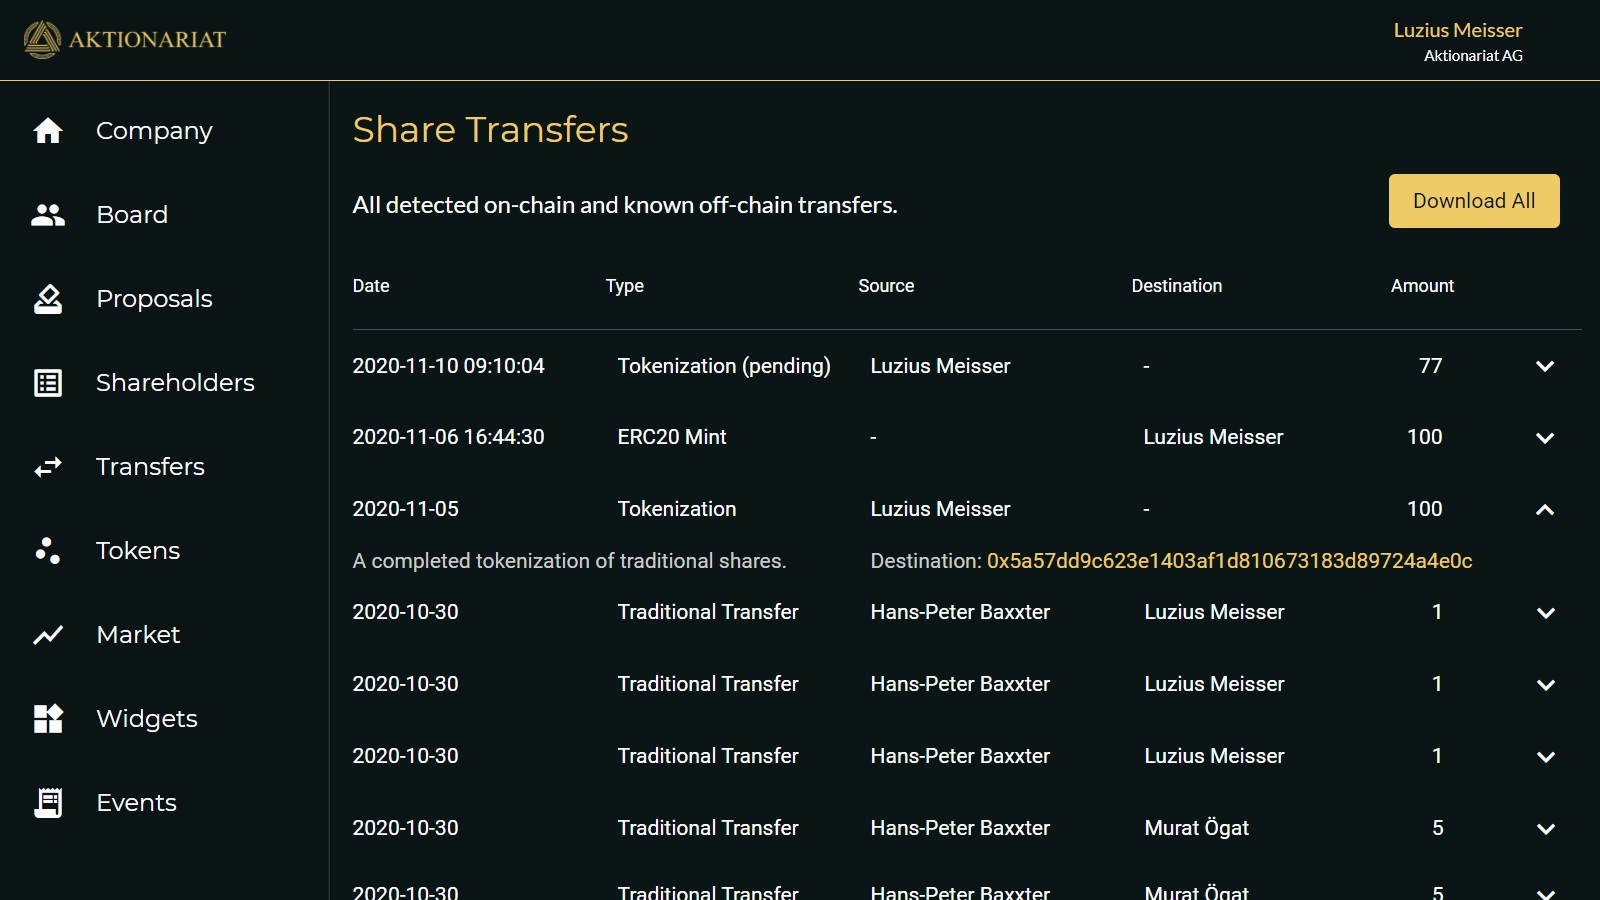 AKTIONARIAT
Luzius Meisser
Aktionariat AG
Company
Board
Proposals
Shareholders
Transfers
Tokens
Market
Widgets
Events
Share Transfers
All detected on-chain and known off-chain transfers.
Download All
Date Type Source Destination Amount
2020-11-10 09:10:04 Tokenization (pending) Luzius Meisser - 77
2020-11-06 16:44:30 ERC20 Mint - Luzius Meisser 100
2020-11-05 Tokenization Luzius Meisser - 100
A completed tokenization of traditional shares. Destination: 0x5a57dd9c623e1403af1d810673183d89724a4e0c
2020-10-30 Traditional Transfer Hans-Peter Baxxter Luzius Meisser 1
2020-10-30 Traditional Transfer Hans-Peter Baxxter Luzius Meisser 1
2020-10-30 Traditional Transfer Hans-Peter Baxxter Luzius Meisser 1
2020-10-30 Traditional Transfer Hans-Peter Baxxter Murat Ögat 5
2020-10-30 Traditional Transfer Hans-Peter Baxxter Murat Ögat 5